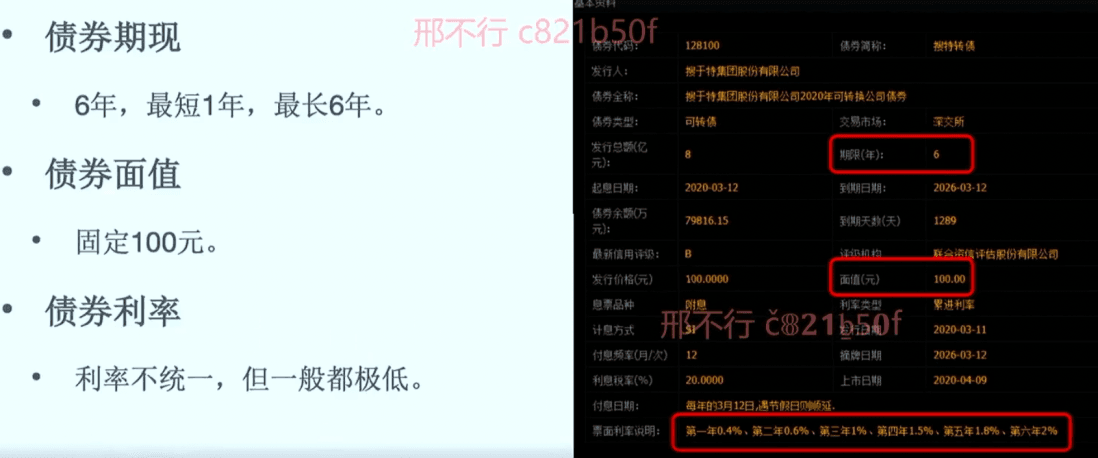 • 债券期现
• 6年，最短1年，最长6年。
• 债券面值
• 固定100元。
• 债券利率
• 利率不统一，但一般都极低。
邢不行 c821b50f
基本资料
债券代码: 128100 债券简称: 搜特转债
发行人: 搜于特集团股份有限公司
债券全称: 搜于特集团股份有限公司2020年可转换公司债券
债券类型: 可转债 交易市场: 深交所
发行总额(亿
元): 8 期限(年): 6
起息日期: 2020-03-12 到期日期: 2026-03-12
债券余额(万
元): 79816.15 到期天数(天) 1289
最新信用评级: B 评级机构 联合资信评估股份有限公司
发行价格(元) 100.0000 面值(元) 100.00
息票品种 附息 利率类型 累进利率
邢不行 c821b50f
计息方式 发行日期 2020-03-11
付息频率(月/次) 12 摘牌日期 2026-03-12
利息税率(%) 20.0000 上市日期 2020-04-09
付息日期: 每年的3月12日,遇节假日则顺延.
票面利率说明: 第一年0.4%、第二年0.6%、第三年1%、第四年1.5%、第五年1.8%、第六年2%